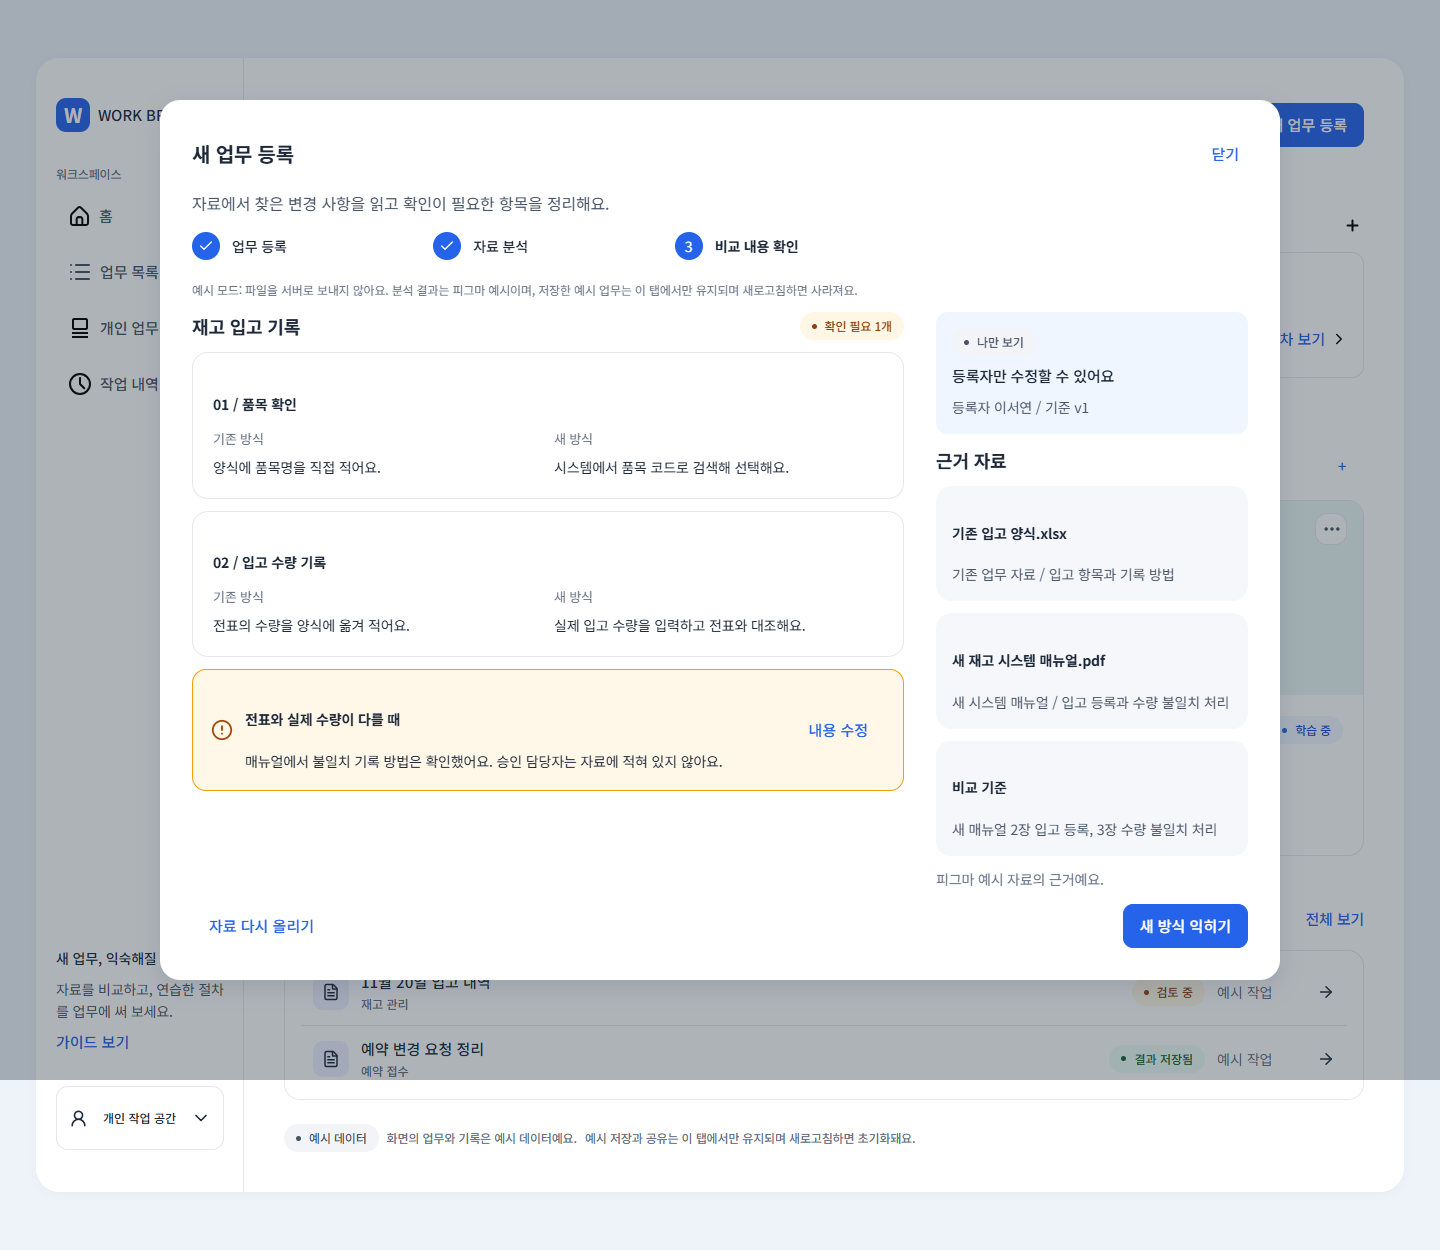 W WORK
업무 등록
워크스페이스
홈
업무 목록
개인 업무
작업 내역
새 업무 등록
닫기
자료에서 찾은 변경 사항을 읽고 확인이 필요한 항목을 정리해요.
업무 등록
자료 분석
3 비교 내용 확인
예시 모드: 파일을 서버로 보내지 않아요. 분석 결과는 피그마 예시이며, 저장한 예시 업무는 이 탭에서만 유지되며 새로고침하면 사라져요.
재고 입고 기록
확인 필요 1개
01 / 품목 확인
기존 방식
새 방식
양식에 품목명을 직접 적어요.
시스템에서 품목 코드로 검색해 선택해요.
02 / 입고 수량 기록
기존 방식
새 방식
전표의 수량을 양식에 옮겨 적어요.
실제 입고 수량을 입력하고 전표와 대조해요.
전표와 실제 수량이 다를 때
매뉴얼에서 불일치 기록 방법은 확인했어요. 승인 담당자는 자료에 적혀 있지 않아요.
내용 수정
나만 보기
등록자만 수정할 수 있어요
등록자 이서연 / 기준 v1
근거 자료
기존 입고 양식.xlsx
기존 업무 자료 / 입고 항목과 기록 방법
새 재고 시스템 매뉴얼.pdf
새 시스템 매뉴얼 / 입고 등록과 수량 불일치 처리
비교 기준
새 매뉴얼 2장 입고 등록, 3장 수량 불일치 처리
피그마 예시 자료의 근거예요.
자료 다시 올리기
새 방식 익히기
차 보기
학습 중
전체 보기
새 업무, 익숙해질
자료를 비교하고, 연습한 절차
를 업무에 써 보세요.
가이드 보기
11월 20일 입고 내역
재고 관리
검토 중
예시 작업
예약 변경 요청 정리
예약 접수
결과 저장됨
예시 작업
개인 작업 공간
예시 데이터
화면의 업무와 기록은 예시 데이터예요. 예시 저장과 공유는 이 탭에서만 유지되며 새로고침하면 초기화돼요.